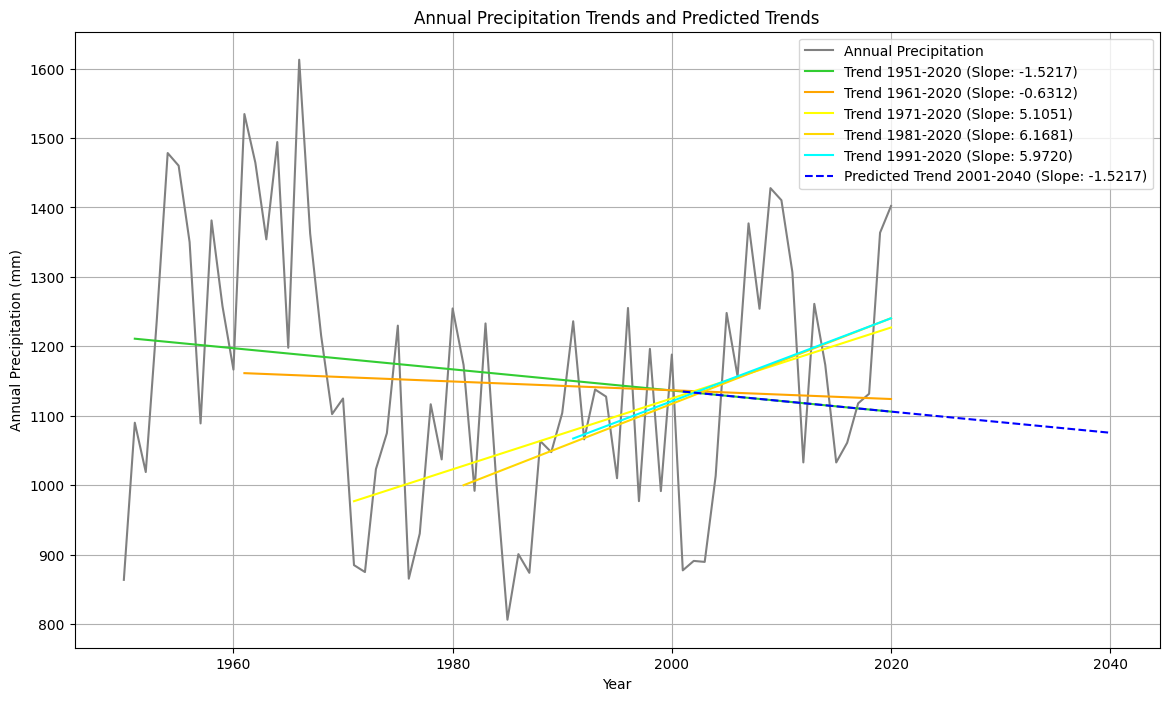 Annual Precipitation Trends and Predicted Trends
Annual Precipitation
Trend 1951-2020 (Slope: -1.5217)
Trend 1961-2020 (Slope: -0.6312)
Trend 1971-2020 (Slope: 5.1051)
Trend 1981-2020 (Slope: 6.1681)
Trend 1991-2020 (Slope: 5.9720)
Predicted Trend 2001-2040 (Slope: -1.5217)
Annual Precipitation (mm)
1600
1500
1400
1300
1200
1100
1000
900
800
1960
1980
2000
2020
2040
Year